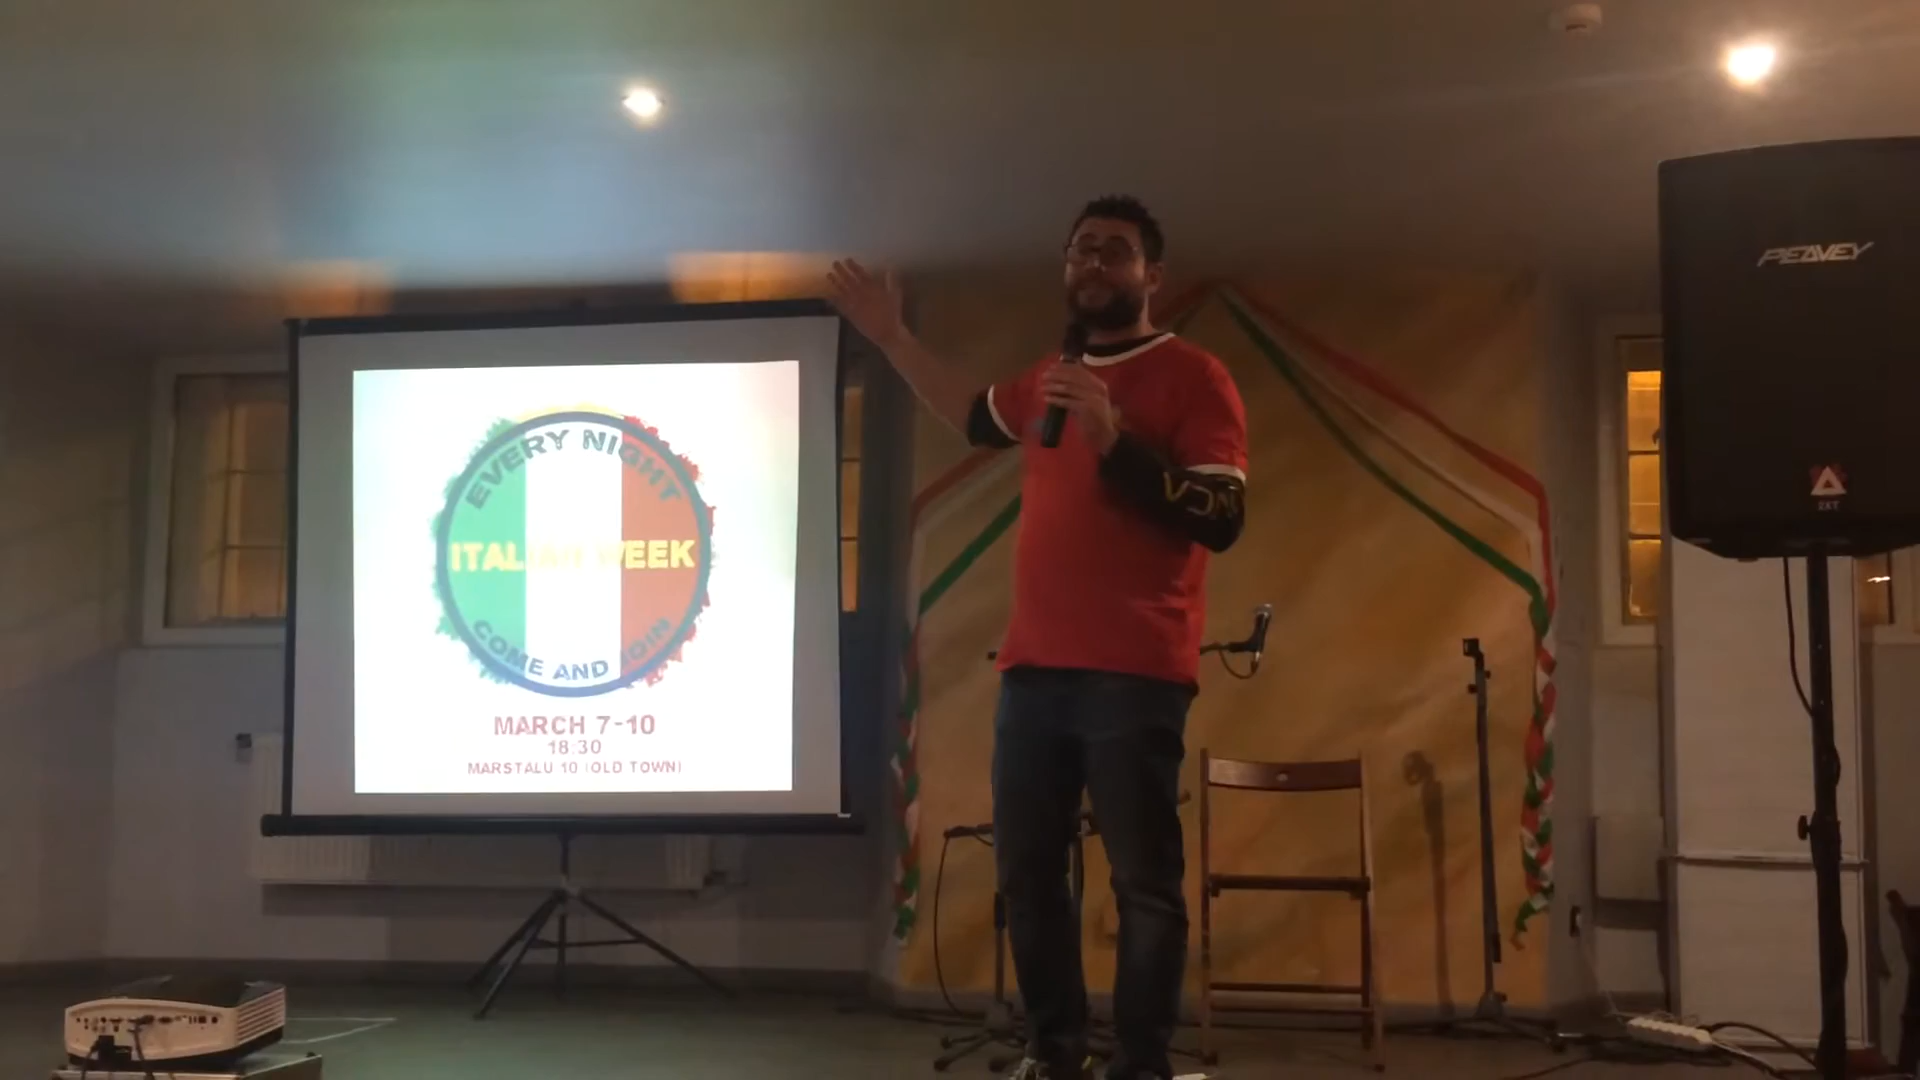 EVERY NIGHT
ITALIAN WEEK
COME AND JOIN
MARCH 7-10
18:30
MARSTALU 10 (OLD TOWN)
PEAVEY